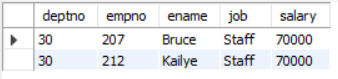 deptno empno ename job salary
30 207 Bruce Staff 70000
30 212 Kailye Staff 70000